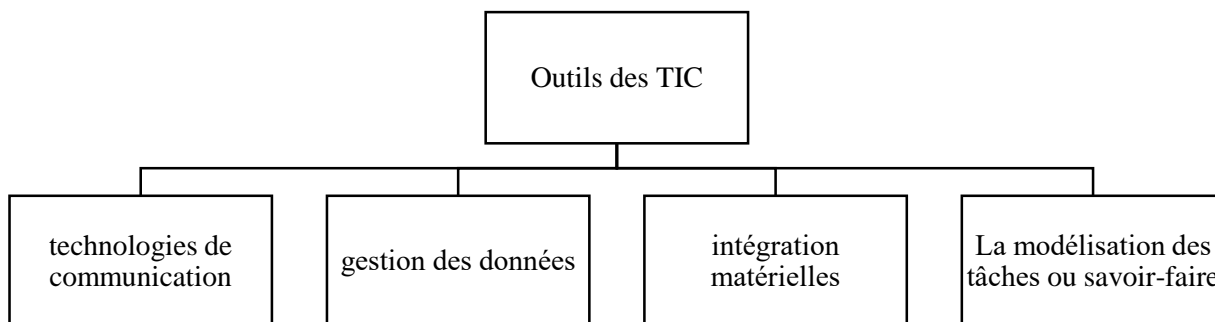 Outils des TIC
technologies de
communication
gestion des données
intégration
matérielles
La modélisation des
tâches ou savoir-faire